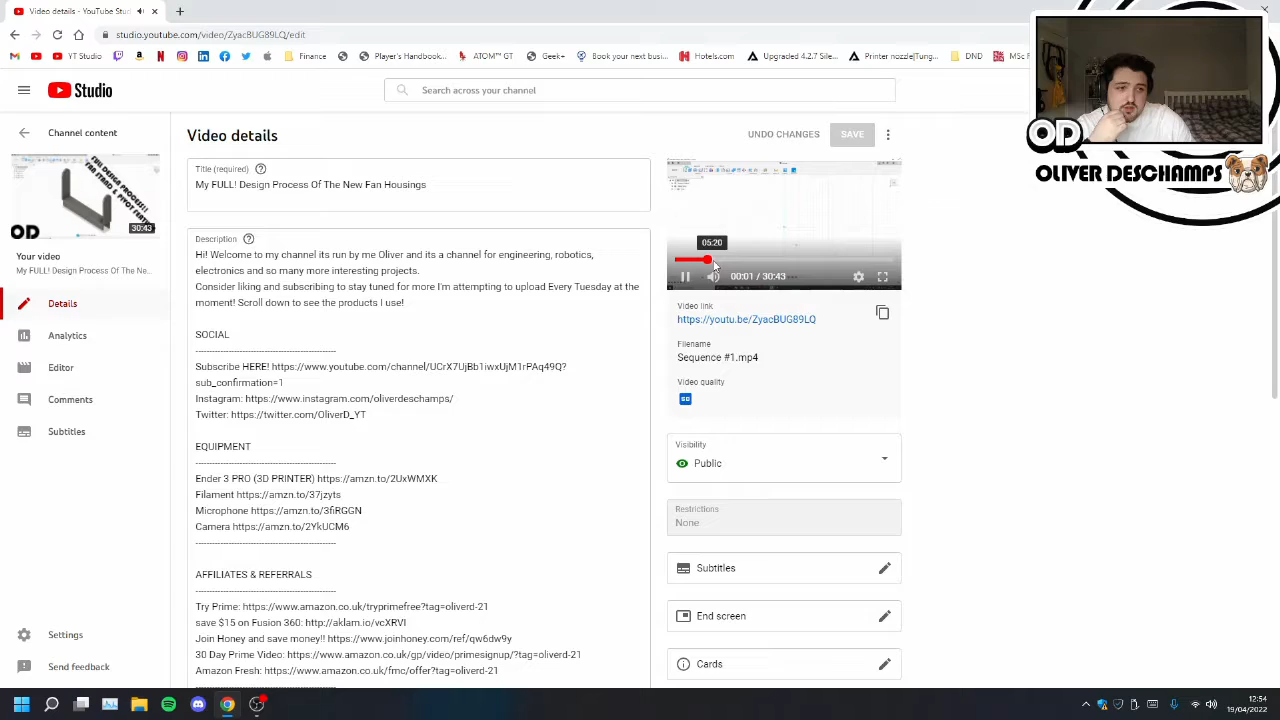 Video details - YouTube Stud
studio.youtube.com/video/ZyacBUG89LQ/edit
YT Studio
Finance
Player's Handbook...
ATOM™ GT
Geek+
Book your next busi...
Hotels.com
Upgraded 4.2.7 Sile...
Printer nozzle|Tung...
DND
MSc F
Studio
Search across your channel
Channel content
Video details
UNDO CHANGES
SAVE
OD
OLIVER DESCHAMPS
OD
30:43
Your video
My FULL! Design Process Of The Ne...
Details
Analytics
Editor
Comments
Subtitles
Settings
Send feedback
Title (required)
My FULL! Design Process Of The New Fan Housings
Description
Hi! Welcome to my channel its run by me Oliver and its a channel for engineering, robotics,
electronics and so many more interesting projects.
Consider liking and subscribing to stay tuned for more I'm attempting to upload Every Tuesday at the
moment! Scroll down to see the products I use!
SOCIAL
----------------------------------------------------
Subscribe HERE! https://www.youtube.com/channel/UCrX7UjBb1iwxUjM1rPAq49Q?
sub_confirmation=1
Instagram: https://www.instagram.com/oliverdeschamps/
Twitter: https://twitter.com/OliverD_YT
EQUIPMENT
----------------------------------------------------
Ender 3 PRO (3D PRINTER) https://amzn.to/2UxWMXK
Filament https://amzn.to/37jzyts
Microphone https://amzn.to/3fiRGGN
Camera https://amzn.to/2YkUCM6
----------------------------------------------------
AFFILIATES & REFERRALS
----------------------------------------------------
Try Prime: https://www.amazon.co.uk/tryprimefree?tag=oliverd-21
save $15 on Fusion 360: http://aklam.io/vcXRVI
Join Honey and save money!! https://www.joinhoney.com/ref/qw6dw9y
30 Day Prime Video: https://www.amazon.co.uk/gp/video/primesignup/?tag=oliverd-21
Amazon Fresh: https://www.amazon.co.uk/fmc/offer?tag=oliverd-21
05:20
00:01 / 30:43
Video link
https://youtu.be/ZyacBUG89LQ
Filename
Sequence #1.mp4
Video quality
SD
Visibility
Public
Restrictions
None
Subtitles
End screen
Cards
12:54
19/04/2022